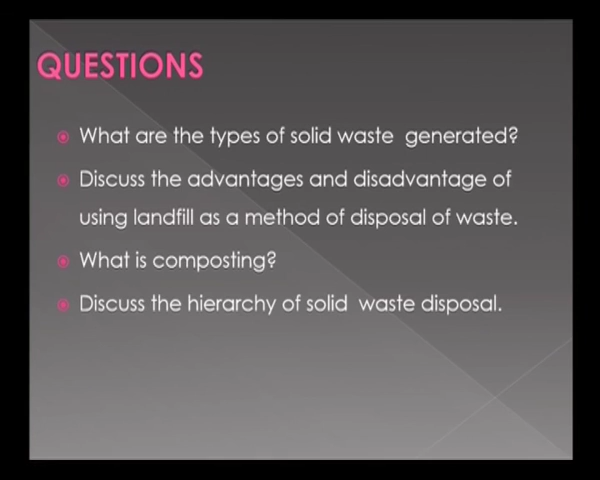 QUESTIONS
What are the types of solid waste generated?
Discuss the advantages and disadvantage of
using landfill as a method of disposal of waste.
What is composting?
Discuss the hierarchy of solid waste disposal.